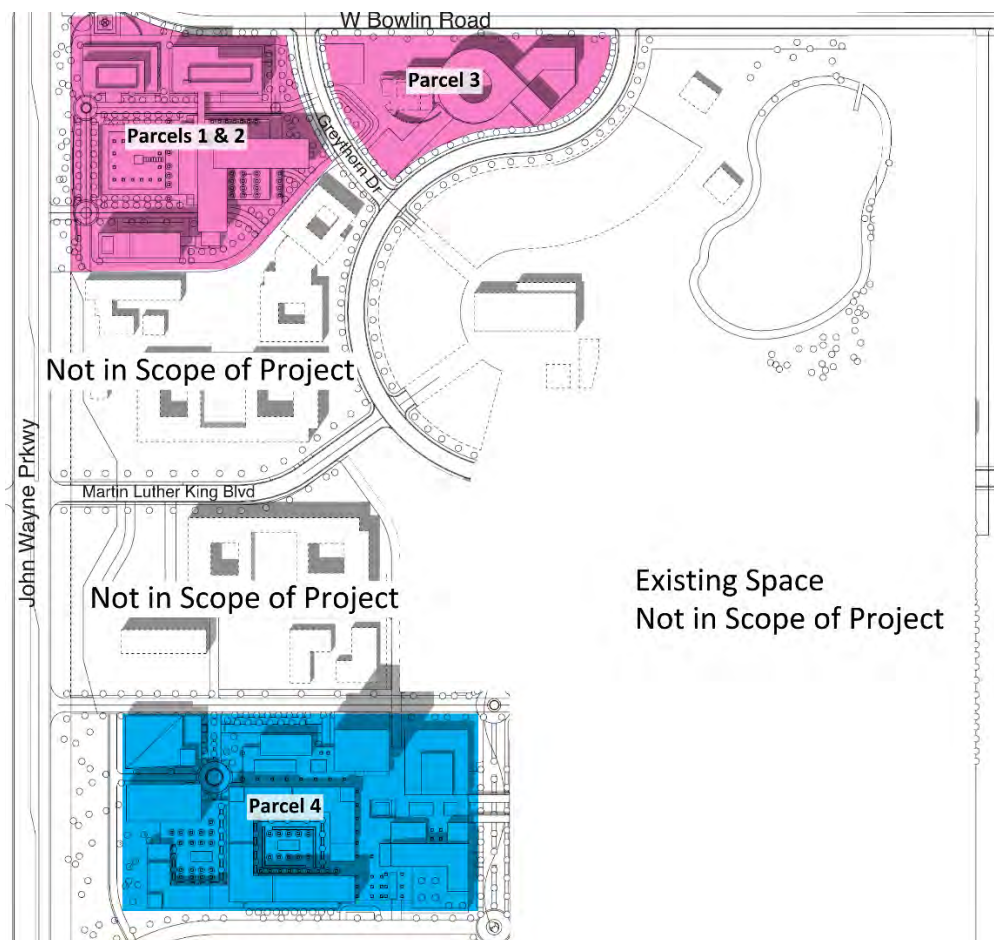 W Bowlin Road
Parcel 3
Parcels 1 & 2
Greythorn Dr
Not in Scope of Project
John Wayne Prkwy
Martin Luther King Blvd
Not in Scope of Project
Existing Space
Not in Scope of Project
Parcel 4